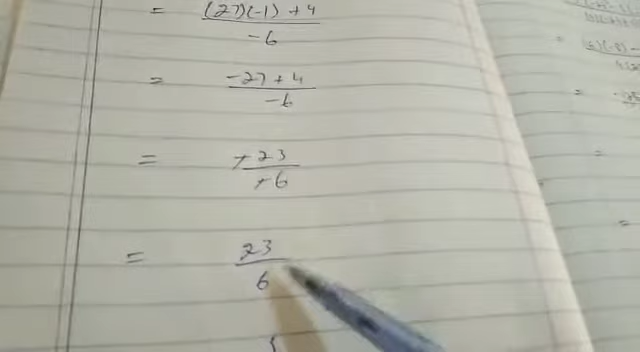 = (27)(-1) + 4 / -6
= -27 + 4 / -6
= +23 / +6
= 23 / 6